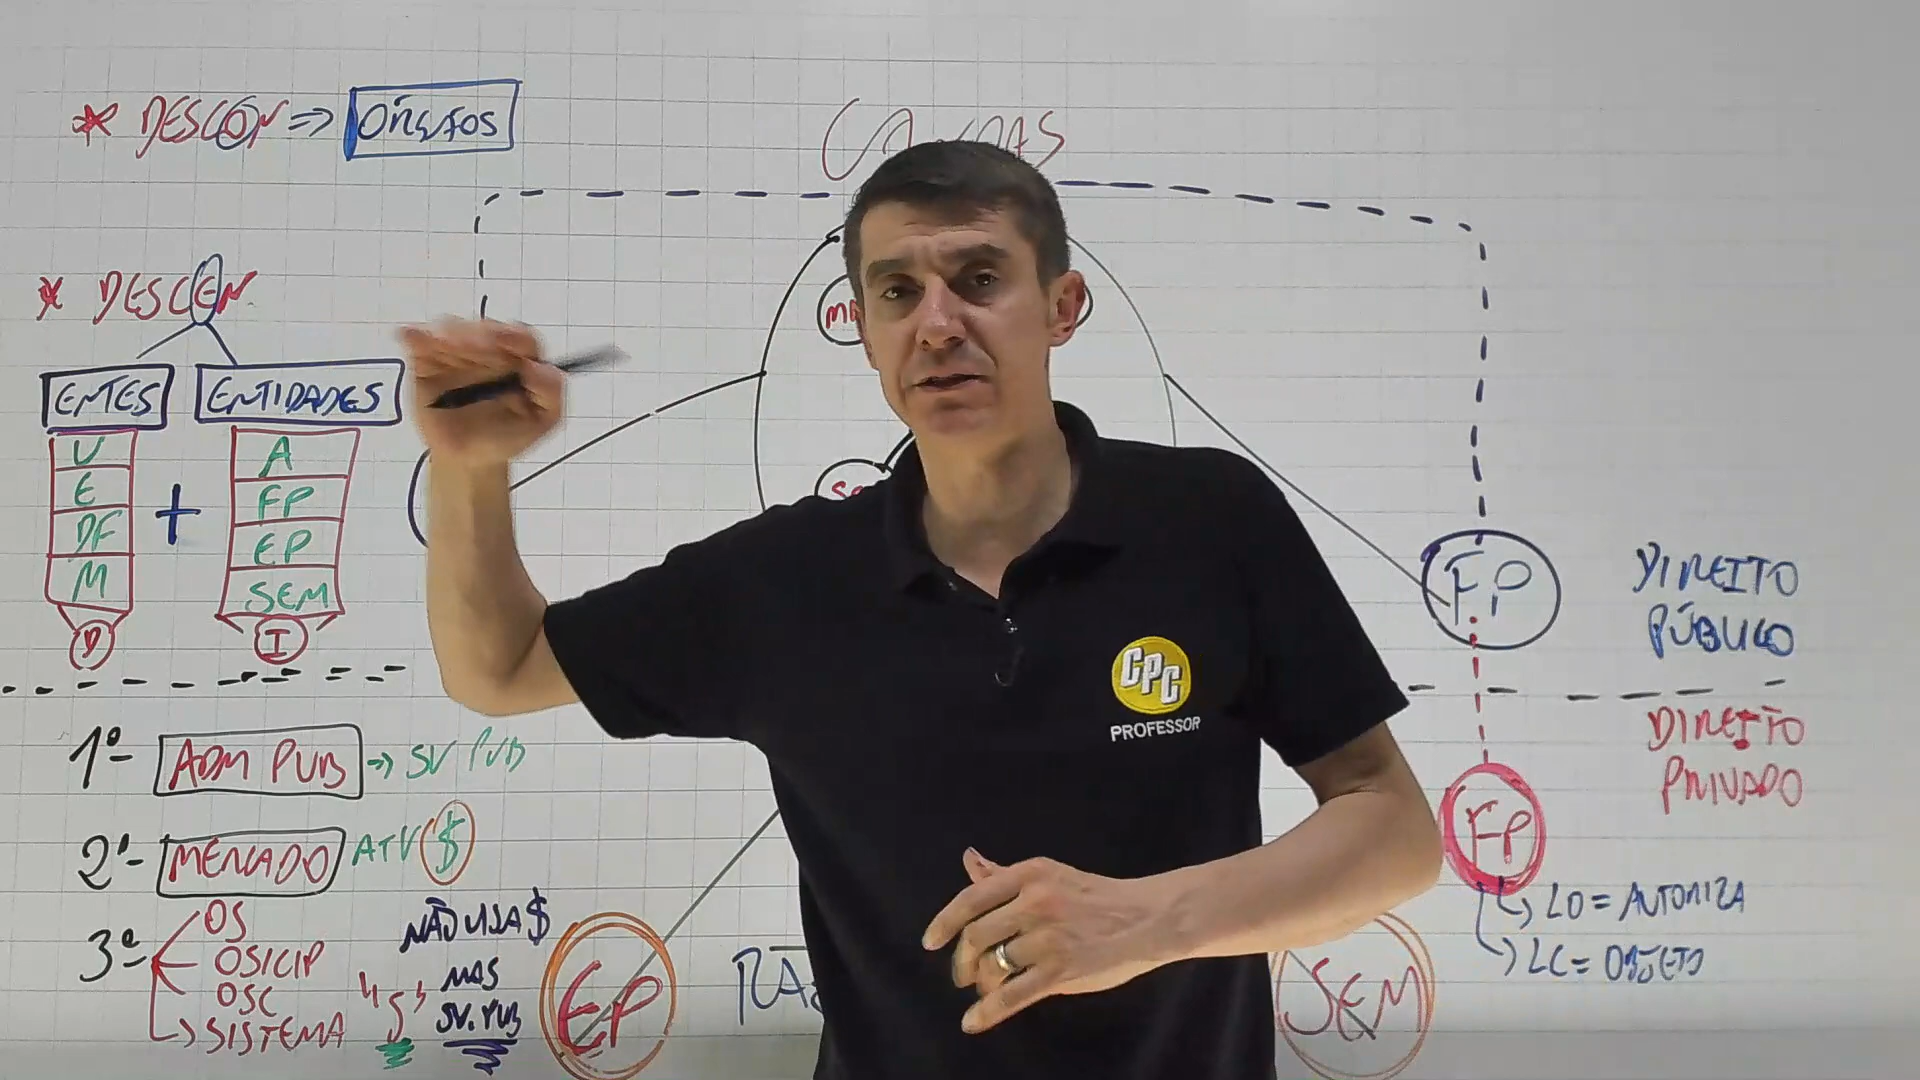 * DESCON => ÓRGÃOS
* DESCEN
ENTES ENTIDADES
U
E
DF
M
D
+
A
FP
EP
SEM
I
1º- ADM PUB → SV PUB
2º- MERCADO ATV $
3º- OS
OSICIP
OSC
SISTEMA "S"
NÃO VISA $
MAS
SV. PUB
EP
FP
DIREITO
PÚBLICO
DIREITO
PRIVADO
FP
LO = AUTORIZA
LC = OBJETO
SEM
CPC
PROFESSOR